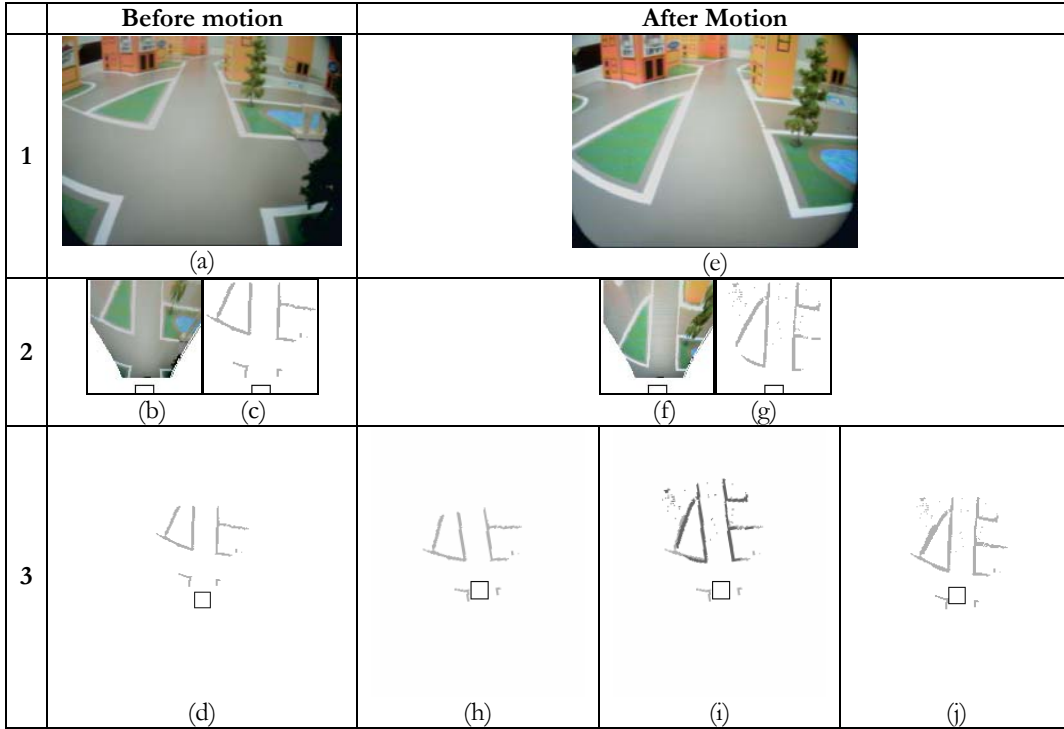 Before motion After Motion
1
(a) (e)
2
(b) (c) (f) (g)
3
(d) (h) (i) (j)